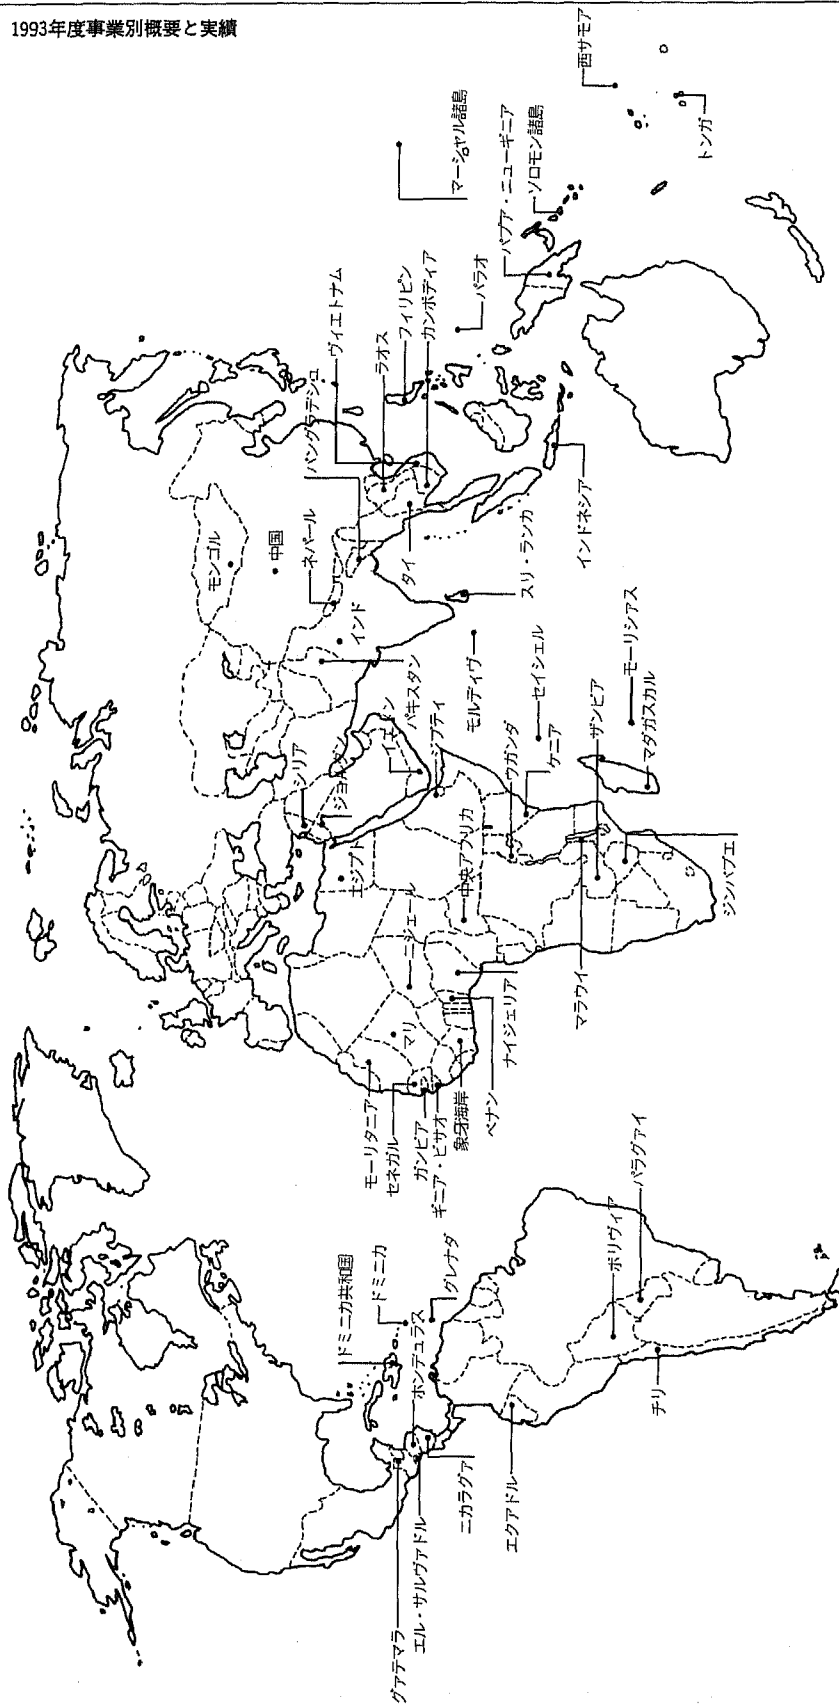 1993年度事業別概要と実績
西サモア
トンガ
マーシャル諸島
パプア・ニューギニア
ソロモン諸島
パラオ
ヴィエトナム
フィリピン
カンボディア
ラオス
バングラデシュ
インドネシア
モンゴル
中国
ネパール
タイ
スリ・ランカ
インド
パキスタン
モルディヴ
セイシェル
モーリシアス
マダガスカル
シリア
ジョルダン
イエメン
ジブティ
ウガンダ
ケニア
ザンビア
エジプト
中央アフリカ
ジンバブエ
ニジェール
マラウイ
ナイジェリア
マリ
モーリタニア
セネガル
ガンビア
ギニア・ビサオ
象牙海岸
ベナン
ドミニカ共和国
ドミニカ
グレナダ
ホンデュラス
ボリヴィア
パラグァイ
チリ
グァテマラ
エル・サルヴァドル
ニカラグァ
エクアドル